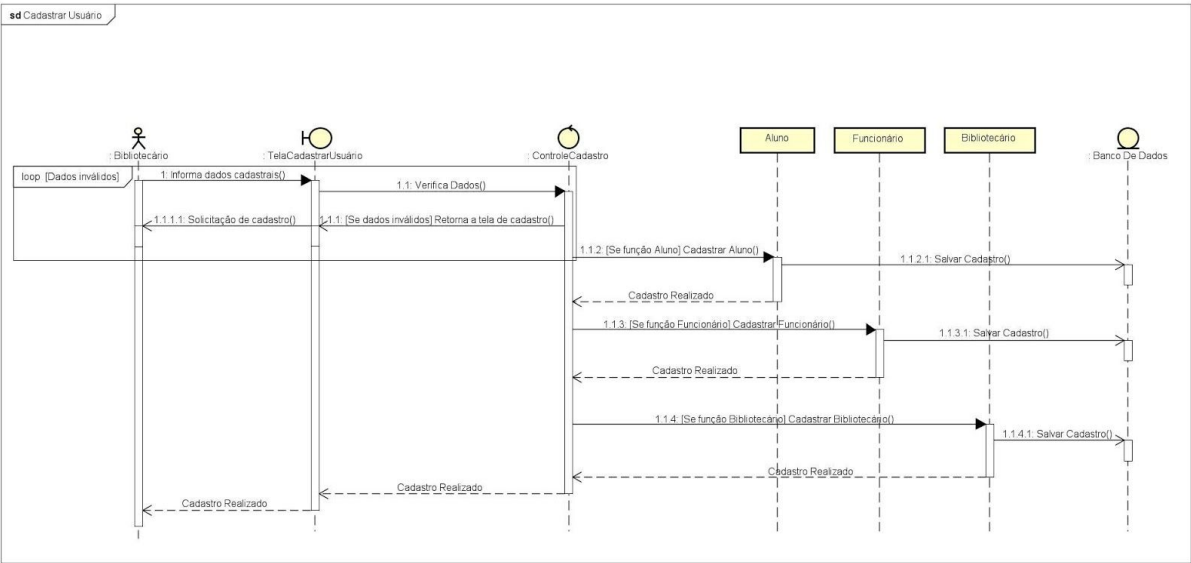 sd Cadastrar Usuário
: Bibliotecário
: TelaCadastrarUsuário
: ControleCadastro
Aluno
Funcionário
Bibliotecário
: Banco De Dados
loop [Dados inválidos]
1: Informa dados cadastrais()
1.1: Verifica Dados()
1.1.1.1: Solicitação de cadastro()
1.1.1: [Se dados inválidos] Retorna a tela de cadastro()
1.1.2: [Se função Aluno] Cadastrar Aluno()
1.1.2.1: Salvar Cadastro()
Cadastro Realizado
1.1.3: [Se função Funcionário] Cadastrar Funcionário()
1.1.3.1: Salvar Cadastro()
Cadastro Realizado
1.1.4: [Se função Bibliotecário] Cadastrar Bibliotecário()
1.1.4.1: Salvar Cadastro()
Cadastro Realizado
Cadastro Realizado
Cadastro Realizado